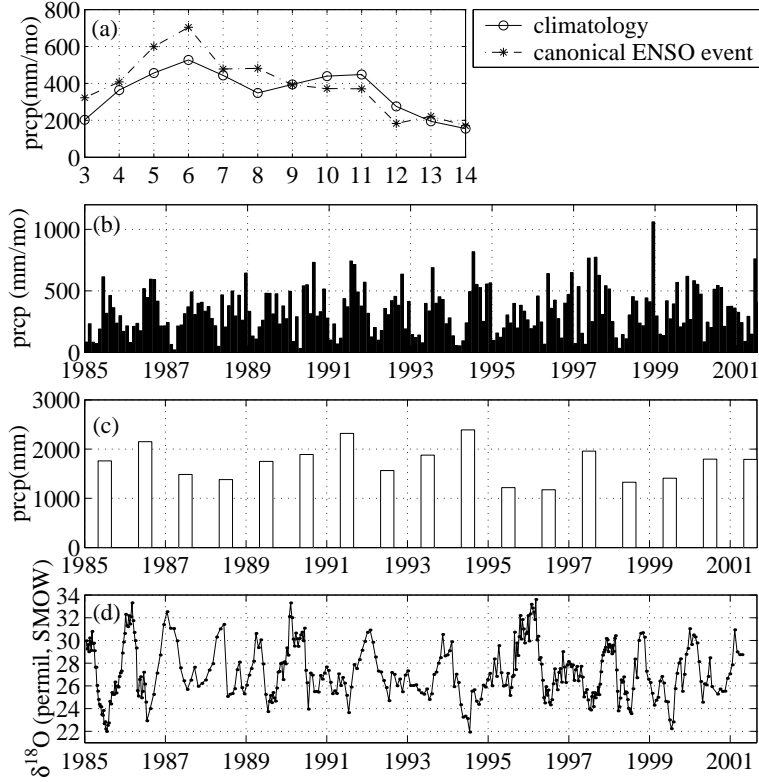 800
600
400
200
0
prcp(mm/mo)
(a)
3 4 5 6 7 8 9 10 11 12 13 14
climatology
canonical ENSO event
1000
500
0
prcp (mm/mo)
(b)
1985 1987 1989 1991 1993 1995 1997 1999 2001
3000
2000
1000
0
prcp(mm)
(c)
1985 1987 1989 1991 1993 1995 1997 1999 2001
34
32
30
28
26
24
22
δ¹⁸O (permil, SMOW)
(d)
1985 1987 1989 1991 1993 1995 1997 1999 2001